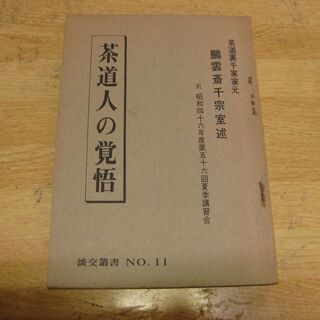 茶道裏千家家元
鵬雲斎千宗室述
於 昭和四十六年度第五十六回夏季講習会
茶道人の覚悟
淡交叢書 NO. 11